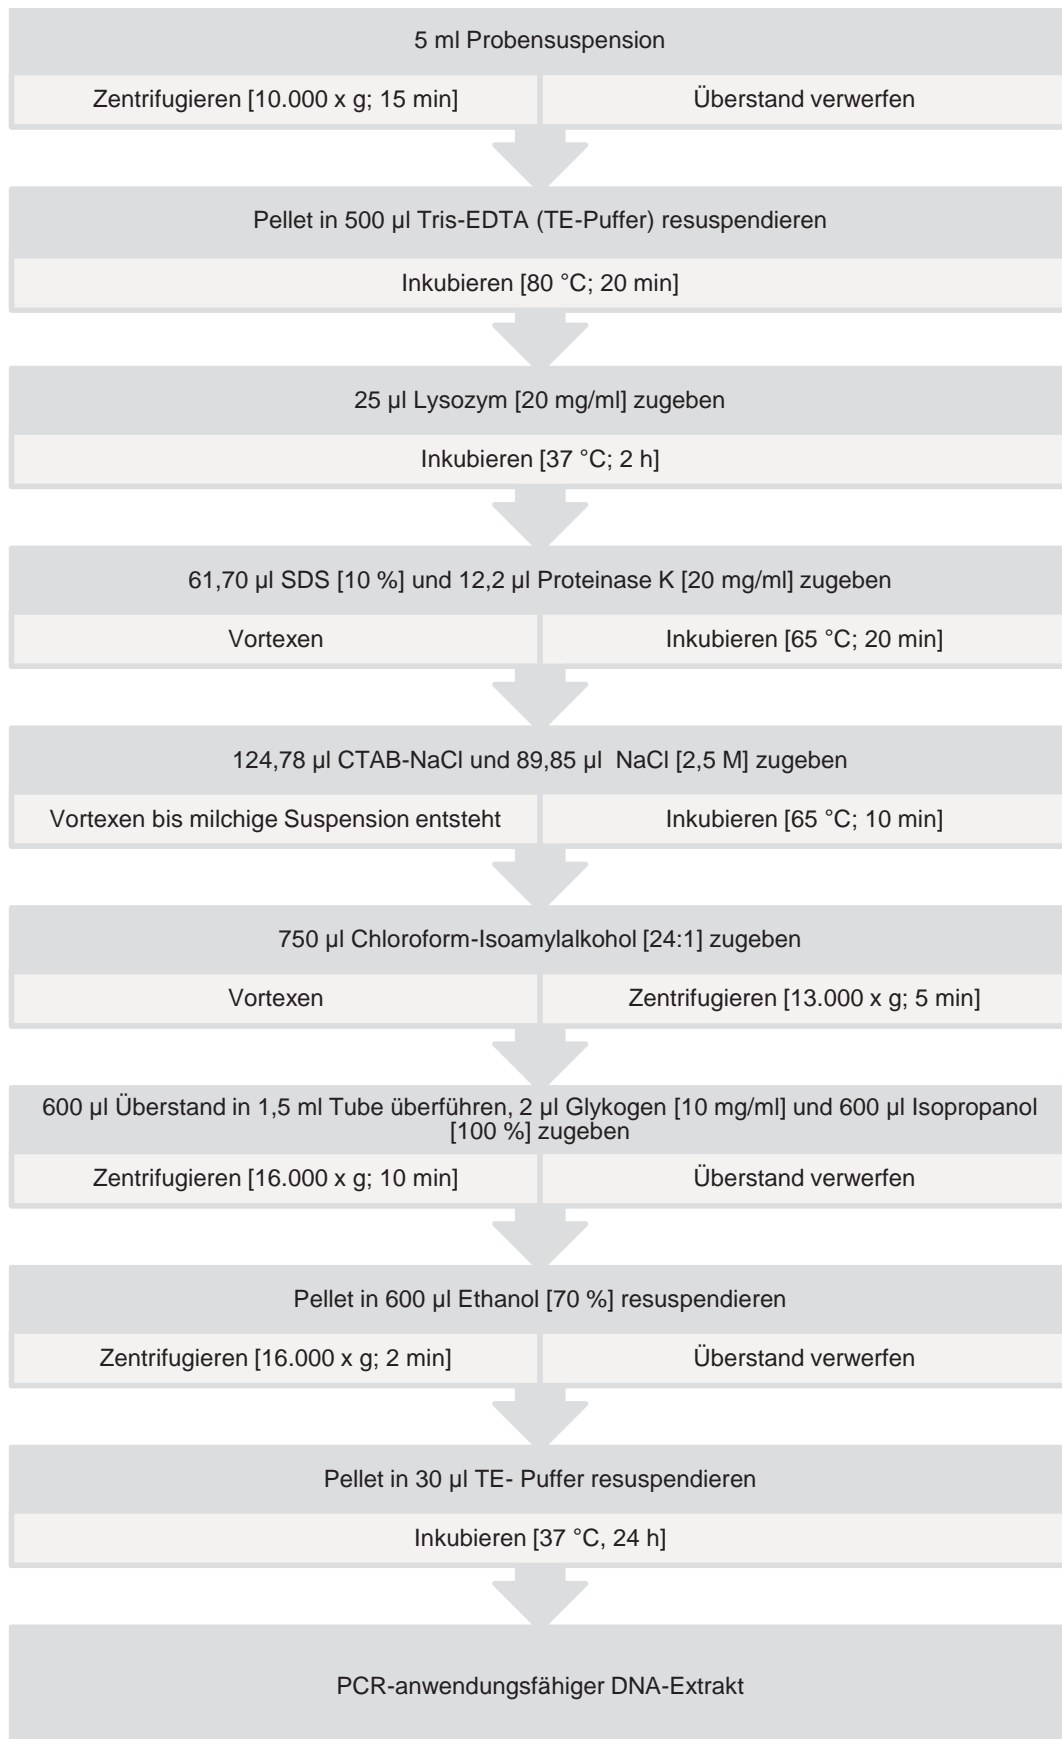 5 ml Probensuspension
Zentrifugieren [10.000 x g; 15 min]
Überstand verwerfen
Pellet in 500 µl Tris-EDTA (TE-Puffer) resuspendieren
Inkubieren [80 °C; 20 min]
25 µl Lysozym [20 mg/ml] zugeben
Inkubieren [37 °C; 2 h]
61,70 µl SDS [10 %] und 12,2 µl Proteinase K [20 mg/ml] zugeben
Vortexen
Inkubieren [65 °C; 20 min]
124,78 µl CTAB-NaCl und 89,85 µl NaCl [2,5 M] zugeben
Vortexen bis milchige Suspension entsteht
Inkubieren [65 °C; 10 min]
750 µl Chloroform-Isoamylalkohol [24:1] zugeben
Vortexen
Zentrifugieren [13.000 x g; 5 min]
600 µl Überstand in 1,5 ml Tube überführen, 2 µl Glykogen [10 mg/ml] und 600 µl Isopropanol
[100 %] zugeben
Zentrifugieren [16.000 x g; 10 min]
Überstand verwerfen
Pellet in 600 µl Ethanol [70 %] resuspendieren
Zentrifugieren [16.000 x g; 2 min]
Überstand verwerfen
Pellet in 30 µl TE- Puffer resuspendieren
Inkubieren [37 °C, 24 h]
PCR-anwendungsfähiger DNA-Extrakt